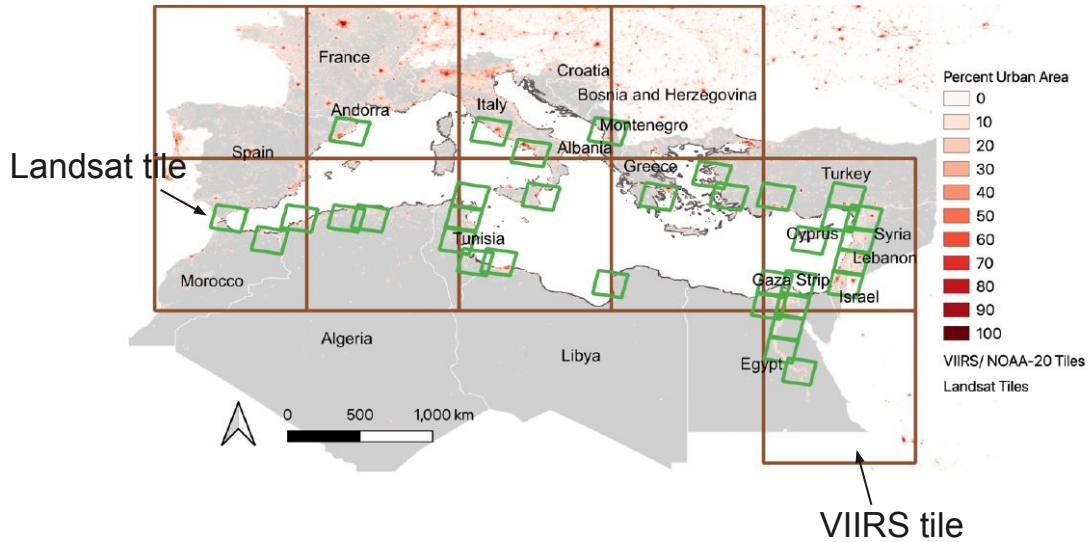 France
Croatia
Bosnia and Herzegovina
Andorra
Italy
Montenegro
Albania
Spain
Greece
Turkey
Landsat tile
Cyprus
Syria
Tunisia
Lebanon
Morocco
Gaza Strip
Israel
Algeria
Libya
Egypt
0 500 1,000 km
Percent Urban Area
0
10
20
30
40
50
60
70
80
90
100
VIIRS/ NOAA-20 Tiles
Landsat Tiles
VIIRS tile